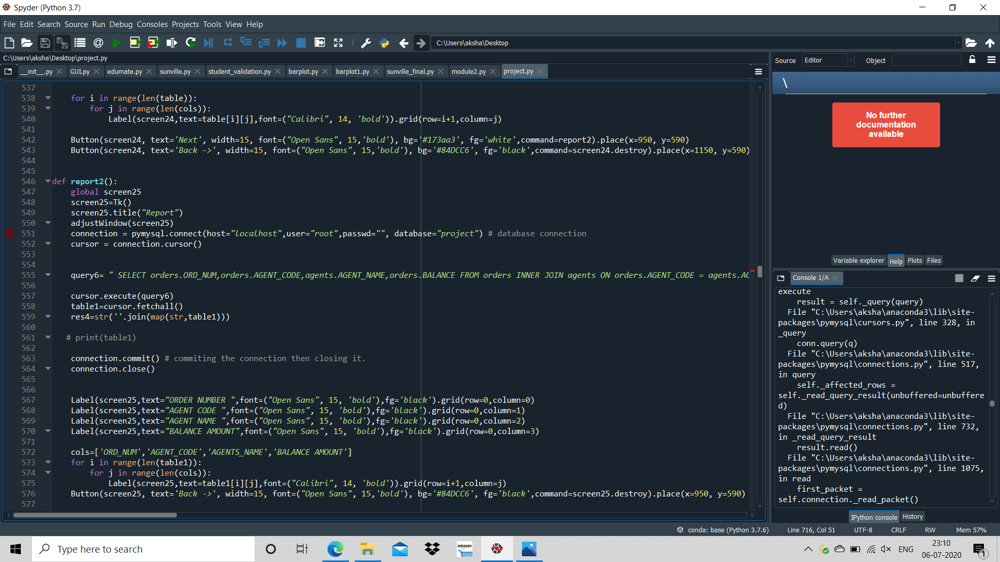 Spyder (Python 3.7)
File Edit Search Source Run Debug Consoles Projects Tools View Help
C:\Users\aksha\Desktop
C:\Users\aksha\Desktop\project.py
__init__.py GUI.py edumate.py sunville.py student_validation.py barplot.py barplot1.py sunville_final.py module2.py project.py
537
538 for i in range(len(table)):
539 for j in range(len(cols)):
540 Label(screen24,text=table[i][j],font=("Calibri", 14, 'bold')).grid(row=i+1,column=j)
541
542 Button(screen24, text='Next', width=15, font=("Open Sans", 15,'bold'), bg='#173aa3', fg='white',command=report2).place(x=950, y=590)
543 Button(screen24, text='Back ->', width=15, font=("Open Sans", 15,'bold'), bg='#84DCC6', fg='black',command=screen24.destroy).place(x=1150, y=590)
544
545
546 def report2():
547 global screen25
548 screen25=Tk()
549 screen25.title("Report")
550 adjustWindow(screen25)
551 connection = pymysql.connect(host="localhost",user="root",passwd="", database="project") # database connection
552 cursor = connection.cursor()
553
554
555 query6= " SELECT orders.ORD_NUM,orders.AGENT_CODE,agents.AGENT_NAME,orders.BALANCE FROM orders INNER JOIN agents ON orders.AGENT_CODE = agents.AG
556
557 cursor.execute(query6)
558 table1=cursor.fetchall()
559 res4=str(''.join(map(str,table1)))
560
561 # print(table1)
562
563 connection.commit() # commiting the connection then closing it.
564 connection.close()
565
566
567 Label(screen25,text="ORDER NUMBER ",font=("Open Sans", 15, 'bold'),fg='black').grid(row=0,column=0)
568 Label(screen25,text="AGENT CODE ",font=("Open Sans", 15, 'bold'),fg='black').grid(row=0,column=1)
569 Label(screen25,text="AGENT NAME ",font=("Open Sans", 15, 'bold'),fg='black').grid(row=0,column=2)
570 Label(screen25,text="BALANCE AMOUNT",font=("Open Sans", 15, 'bold'),fg='black').grid(row=0,column=3)
571
572 cols=['ORD_NUM','AGENT_CODE','AGENTS_NAME','BALANCE AMOUNT']
573 for i in range(len(table1)):
574 for j in range(len(cols)):
575 Label(screen25,text=table1[i][j],font=("Calibri", 14, 'bold')).grid(row=i+1,column=j)
576 Button(screen25, text='Back ->', width=15, font=("Open Sans", 15,'bold'), bg='#84DCC6', fg='black',command=screen25.destroy).place(x=950, y=590)
577
Source Editor Object
\
No further
documentation
available
Variable explorer Help Plots Files
Console 1/A
execute
result = self._query(query)
File "C:\Users\aksha\anaconda3\lib\site-
packages\pymysql\cursors.py", line 328, in
_query
conn.query(q)
File "C:\Users\aksha\anaconda3\lib\site-
packages\pymysql\connections.py", line 517,
in query
self._affected_rows =
self._read_query_result(unbuffered=unbuffere
d)
File "C:\Users\aksha\anaconda3\lib\site-
packages\pymysql\connections.py", line 732,
in _read_query_result
result.read()
File "C:\Users\aksha\anaconda3\lib\site-
packages\pymysql\connections.py", line 1075,
in read
first_packet =
self.connection._read_packet()
IPython console History
conda: base (Python 3.7.6) Line 716, Col 51 UTF-8 CRLF RW Mem 57%
Type here to search
amazon
ENG
23:10
06-07-2020
1